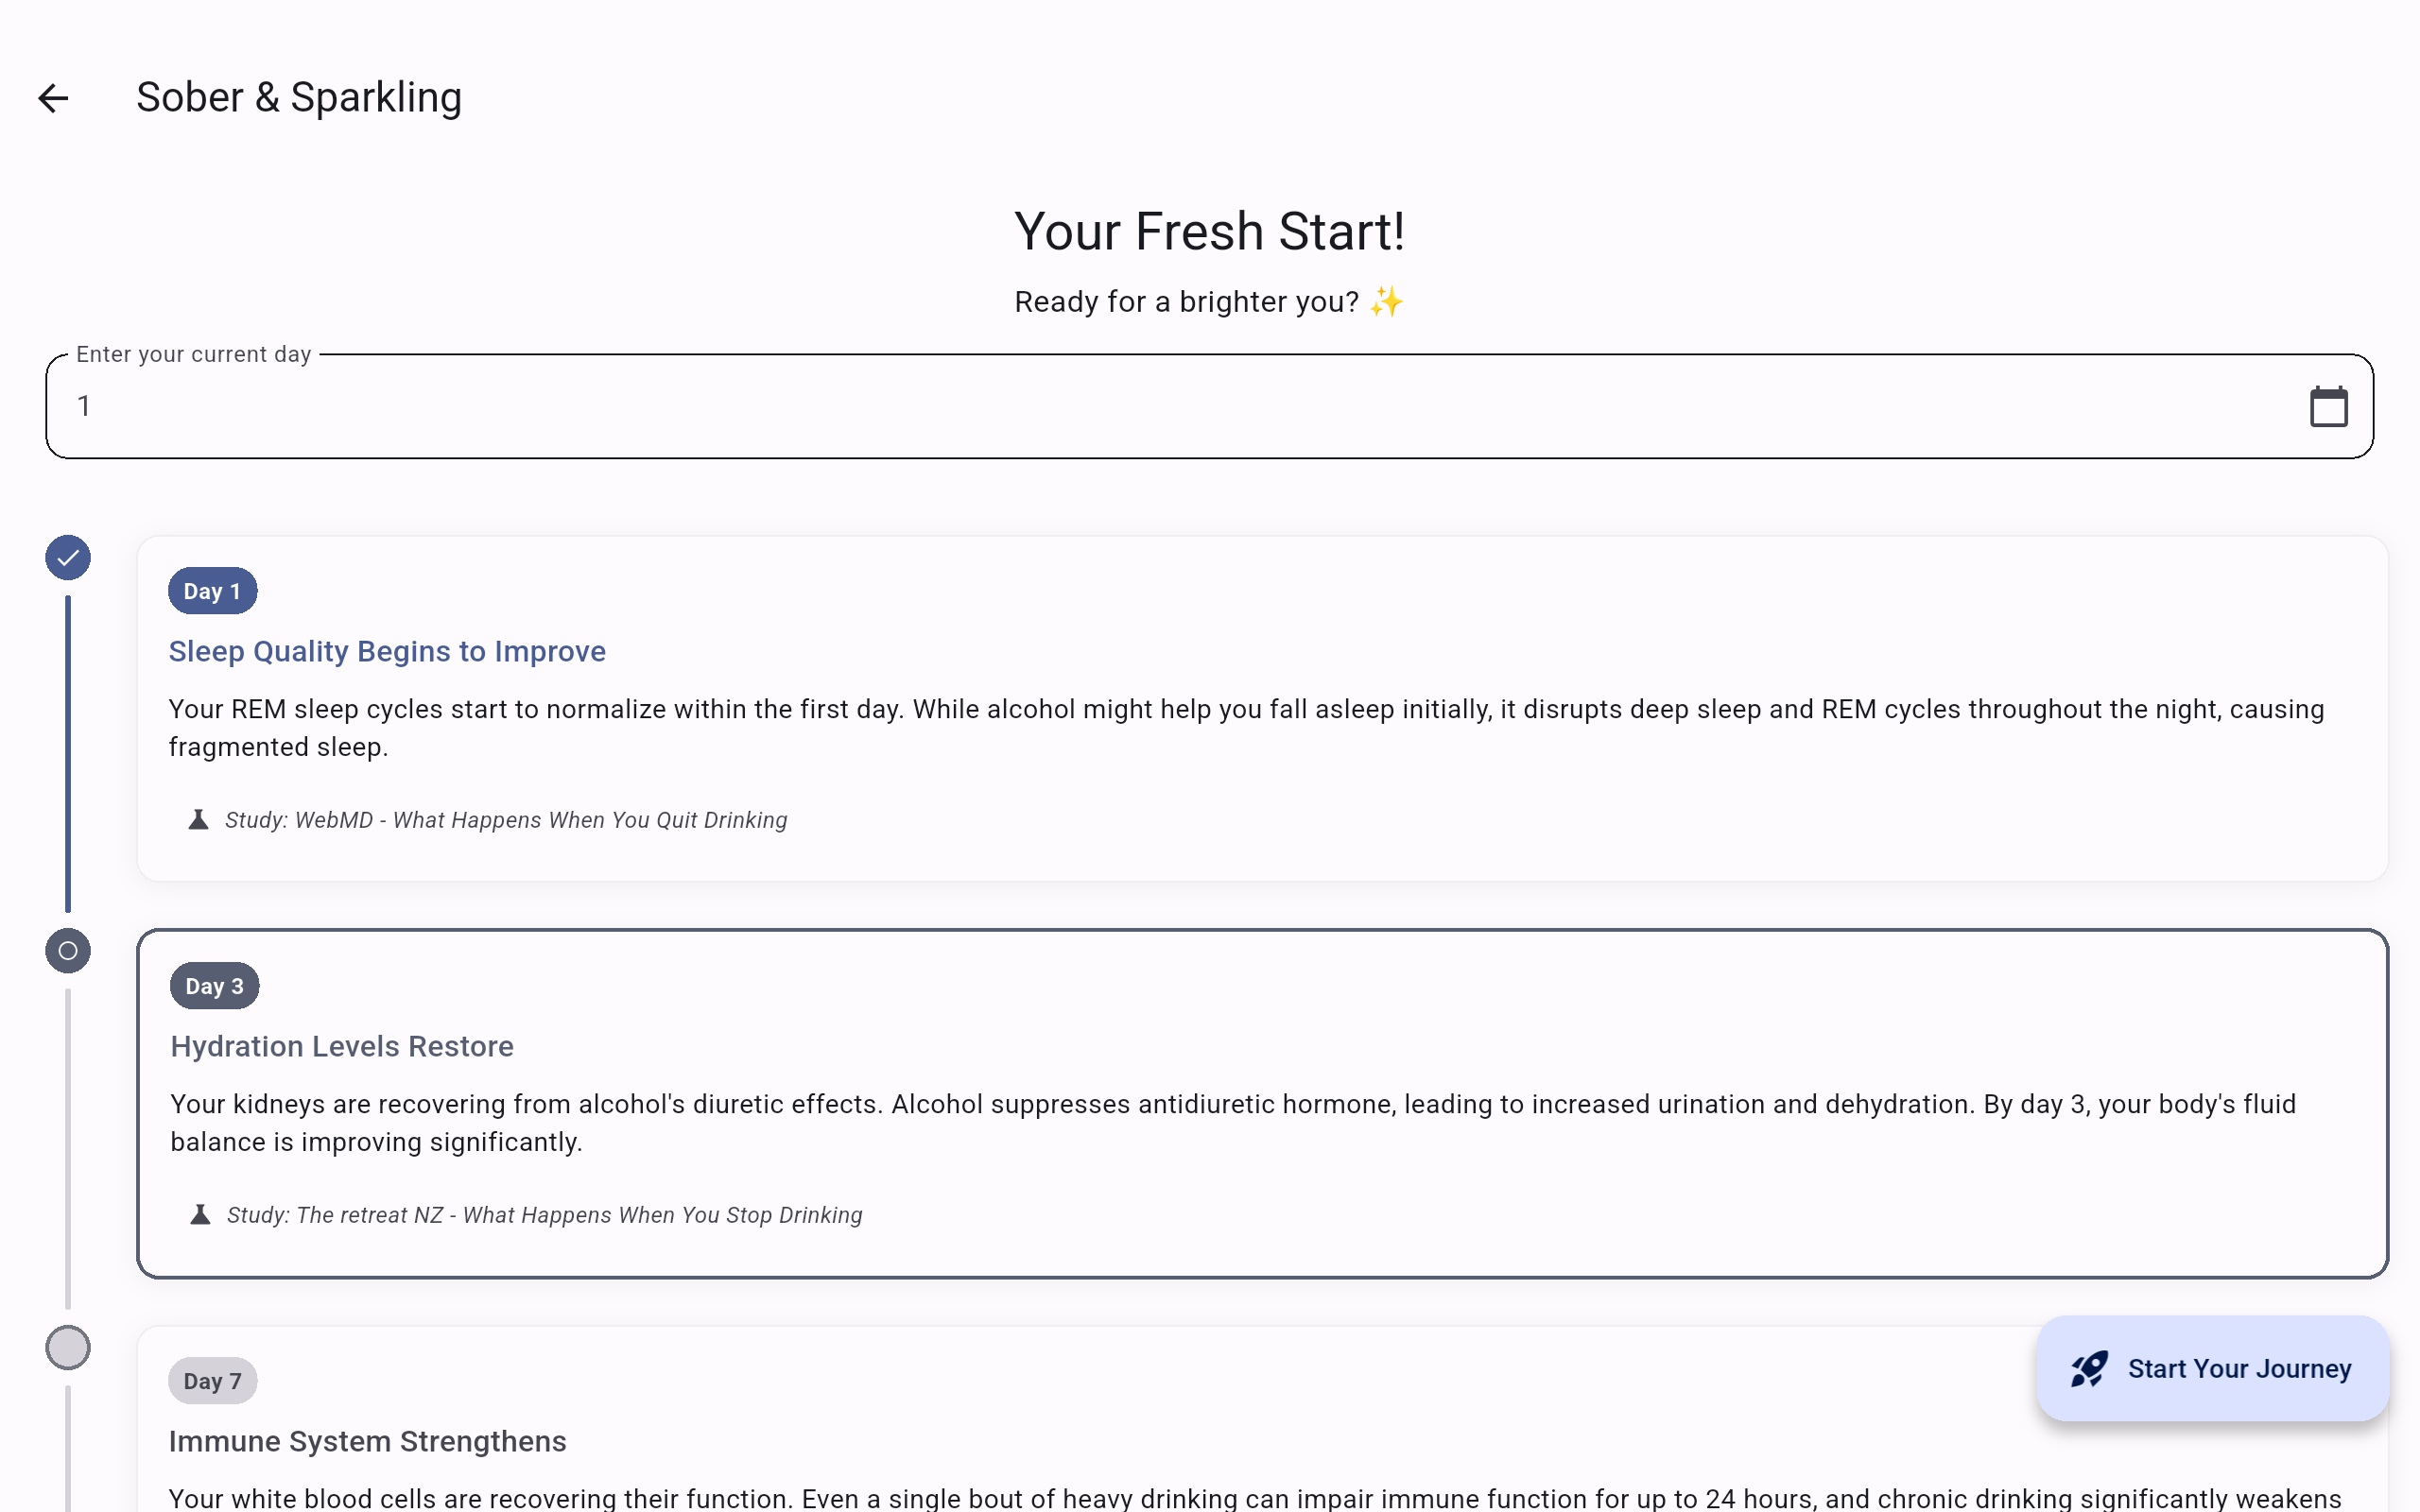 Sober & Sparkling
Your Fresh Start!
Ready for a brighter you? ✨
Enter your current day
1
Day 1
Sleep Quality Begins to Improve
Your REM sleep cycles start to normalize within the first day. While alcohol might help you fall asleep initially, it disrupts deep sleep and REM cycles throughout the night, causing
fragmented sleep.
Study: WebMD - What Happens When You Quit Drinking
Day 3
Hydration Levels Restore
Your kidneys are recovering from alcohol's diuretic effects. Alcohol suppresses antidiuretic hormone, leading to increased urination and dehydration. By day 3, your body's fluid
balance is improving significantly.
Study: The retreat NZ - What Happens When You Stop Drinking
Day 7
Start Your Journey
Immune System Strengthens
Your white blood cells are recovering their function. Even a single bout of heavy drinking can impair immune function for up to 24 hours, and chronic drinking significantly weakens